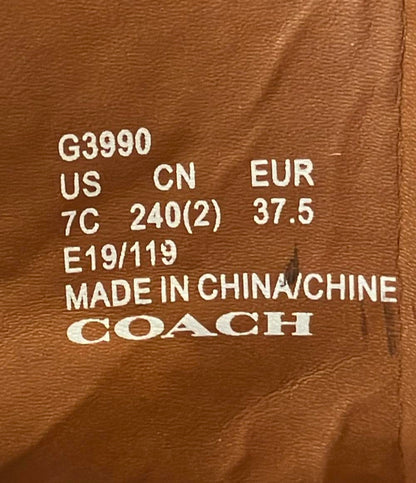 G3990
US CN EUR
7C 240(2) 37.5
E19/119
MADE IN CHINA/CHINE
COACH